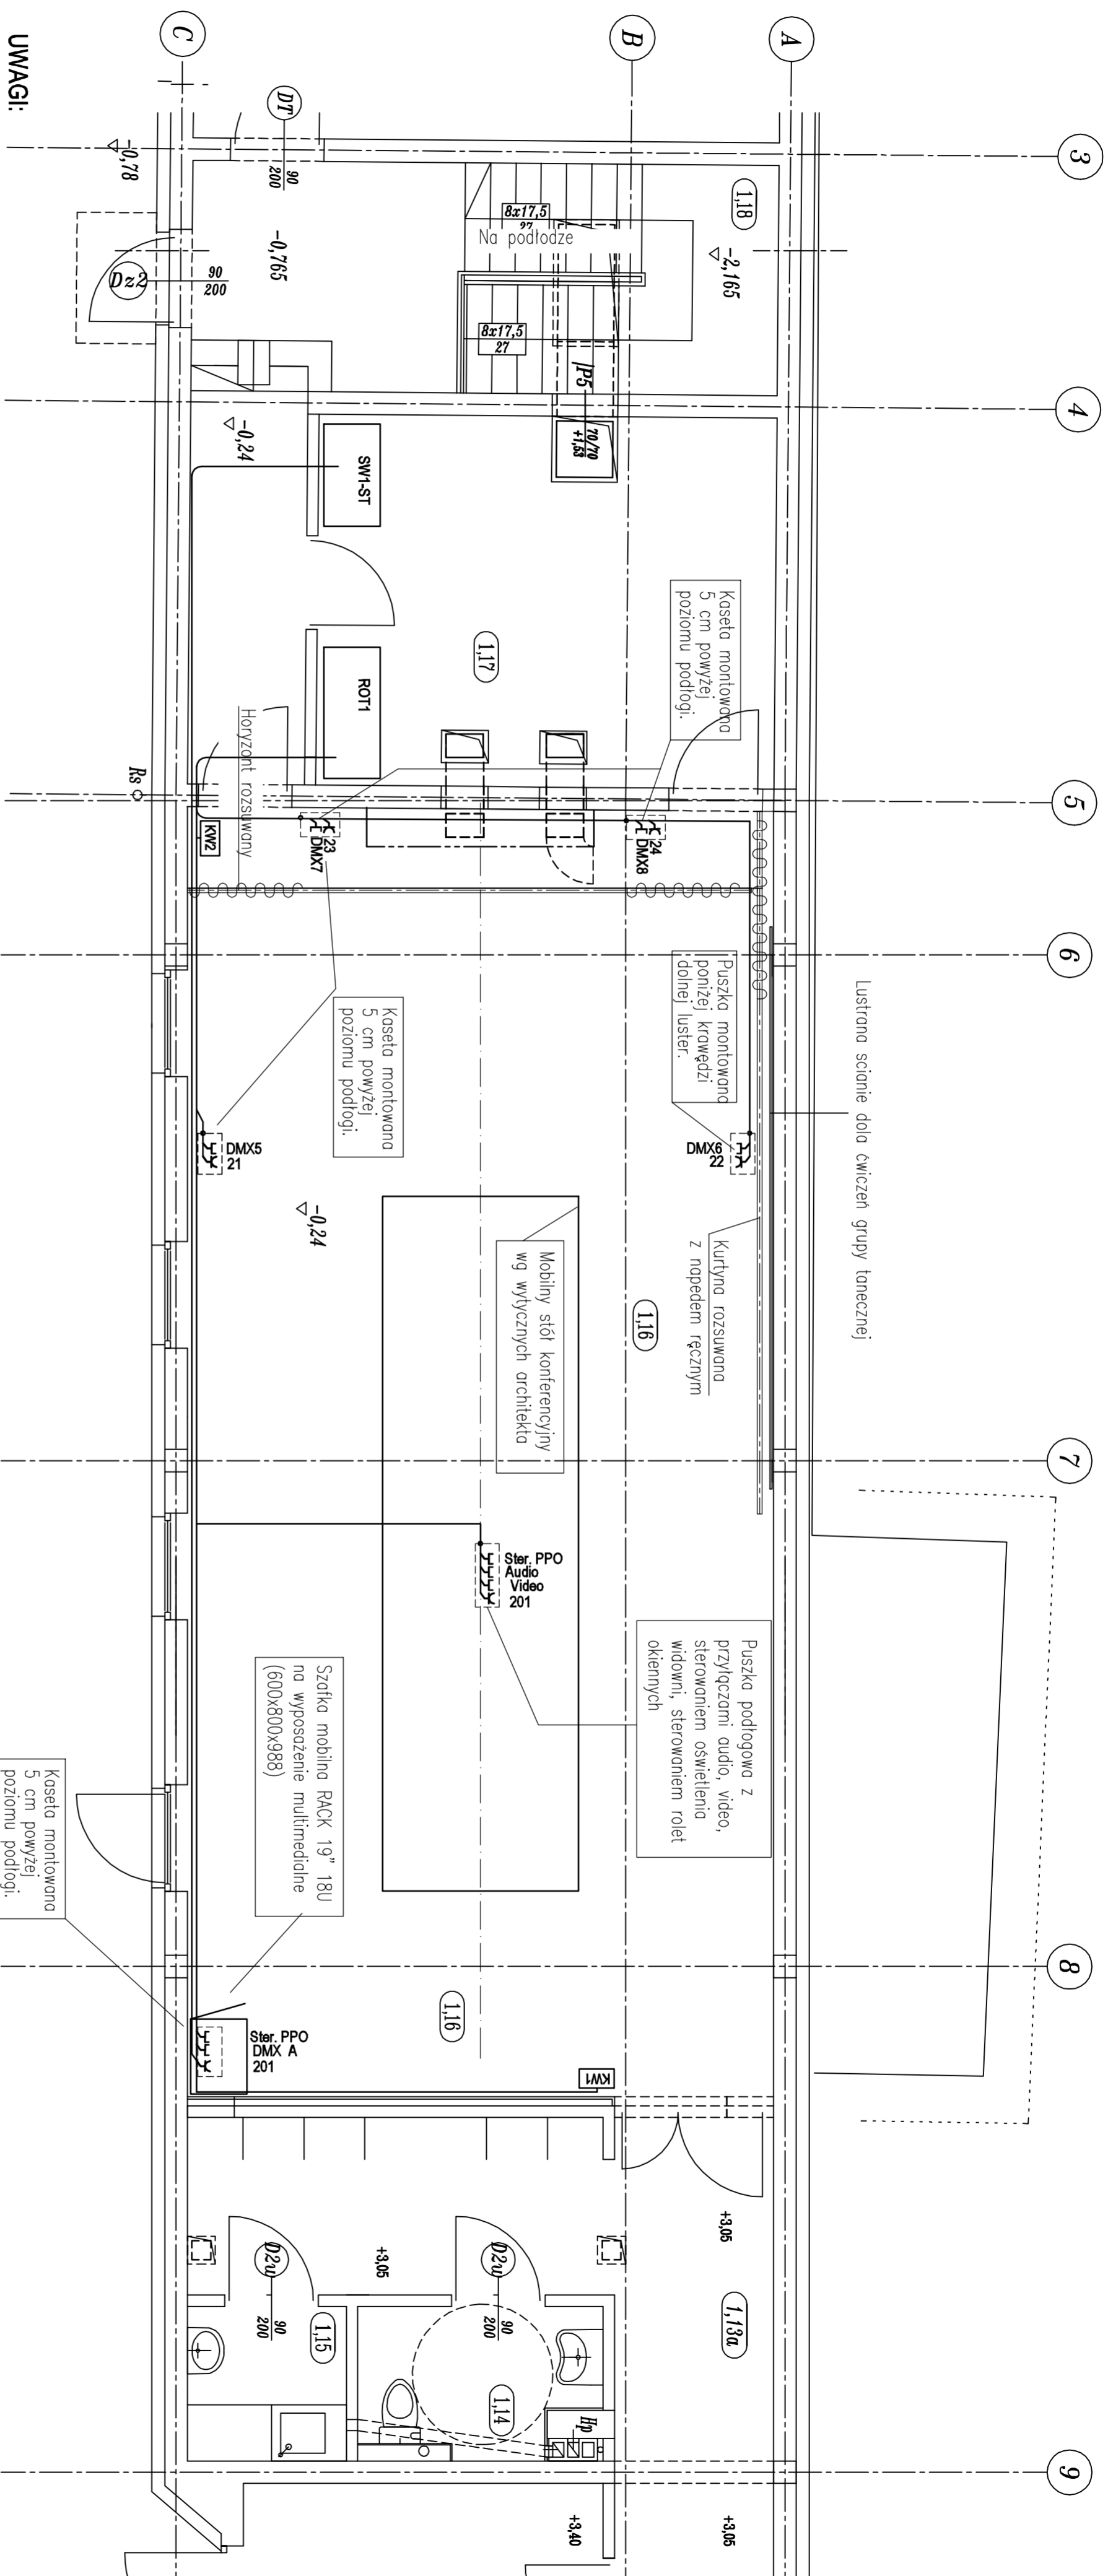 UWAGI:
C
B
A
3
4
5
6
7
8
9
DT
90
200
-0,78
-0,765
Dz2
90
200
1,18
-2,165
8x17,5
27
Na podłodze
8x17,5
27
/P5
70/70
+1,53
-0,24
SW1-ST
ROT1
1,17
Kaseta montowana
5 cm powyżej
poziomu podłogi.
Horyzont rozsuwany
Rs
KW2
23
DMX7
24
DMX8
Puszka montowana
poniżej krawędzi
dolnej luster.
Lustrana scianie dola ćwiczeń grupy tanecznej
Kaseta montowana
5 cm powyżej
poziomu podłogi.
DMX5
21
DMX6
22
-0,24
Kurtyna rozsuwana
z napedem ręcznym
Mobilny stół konferencyjny
wg wytycznych architekta
1,16
Ster. PPO
Audio
Video
201
Puszka podłogowa z
przyłączami audio, video,
sterowaniem oświetlenia
widowni, sterowaniem rolet
okiennych
Szafka mobilna RACK 19" 18U
na wyposażenie multimedialne
(600x800x988)
Kaseta montowana
5 cm powyżej
poziomu podłogi.
1,16
Ster. PPO
DMX A
201
KW1
+3,05
+3,05
D2w
90
200
D2w
90
200
1,13a
1,15
1,14
Hp
+3,40
+3,05